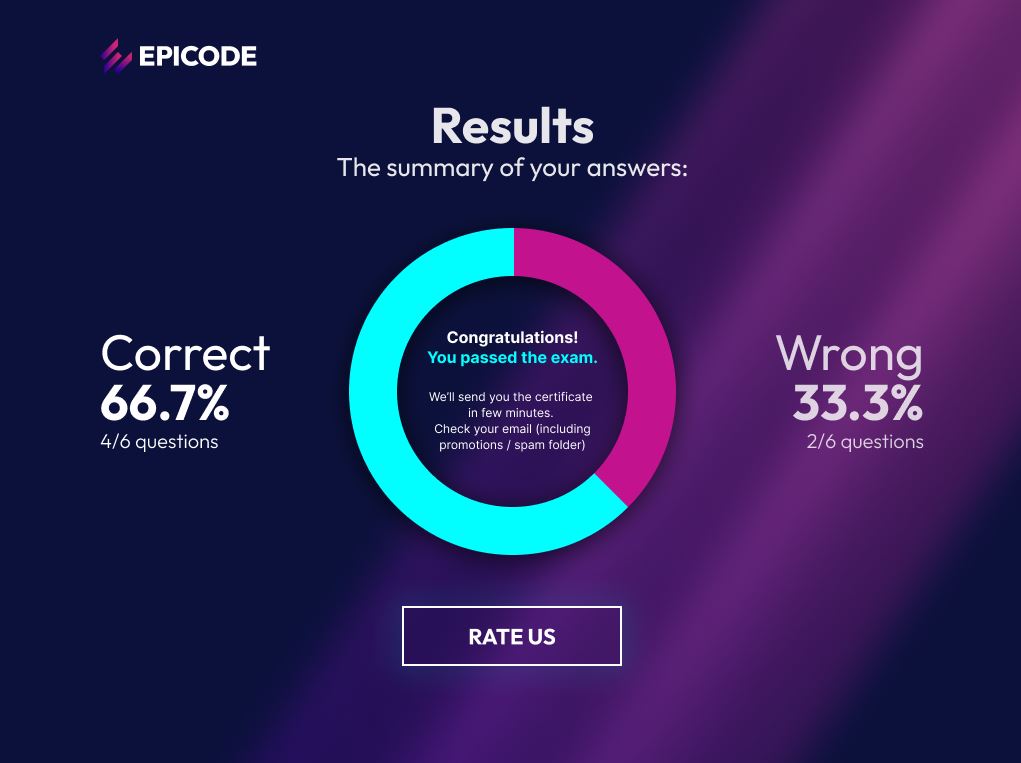 EPICODE
Results
The summary of your answers:
Correct
66.7%
4/6 questions
Congratulations!
You passed the exam.
We'll send you the certificate
in few minutes.
Check your email (including
promotions / spam folder)
Wrong
33.3%
2/6 questions
RATE US